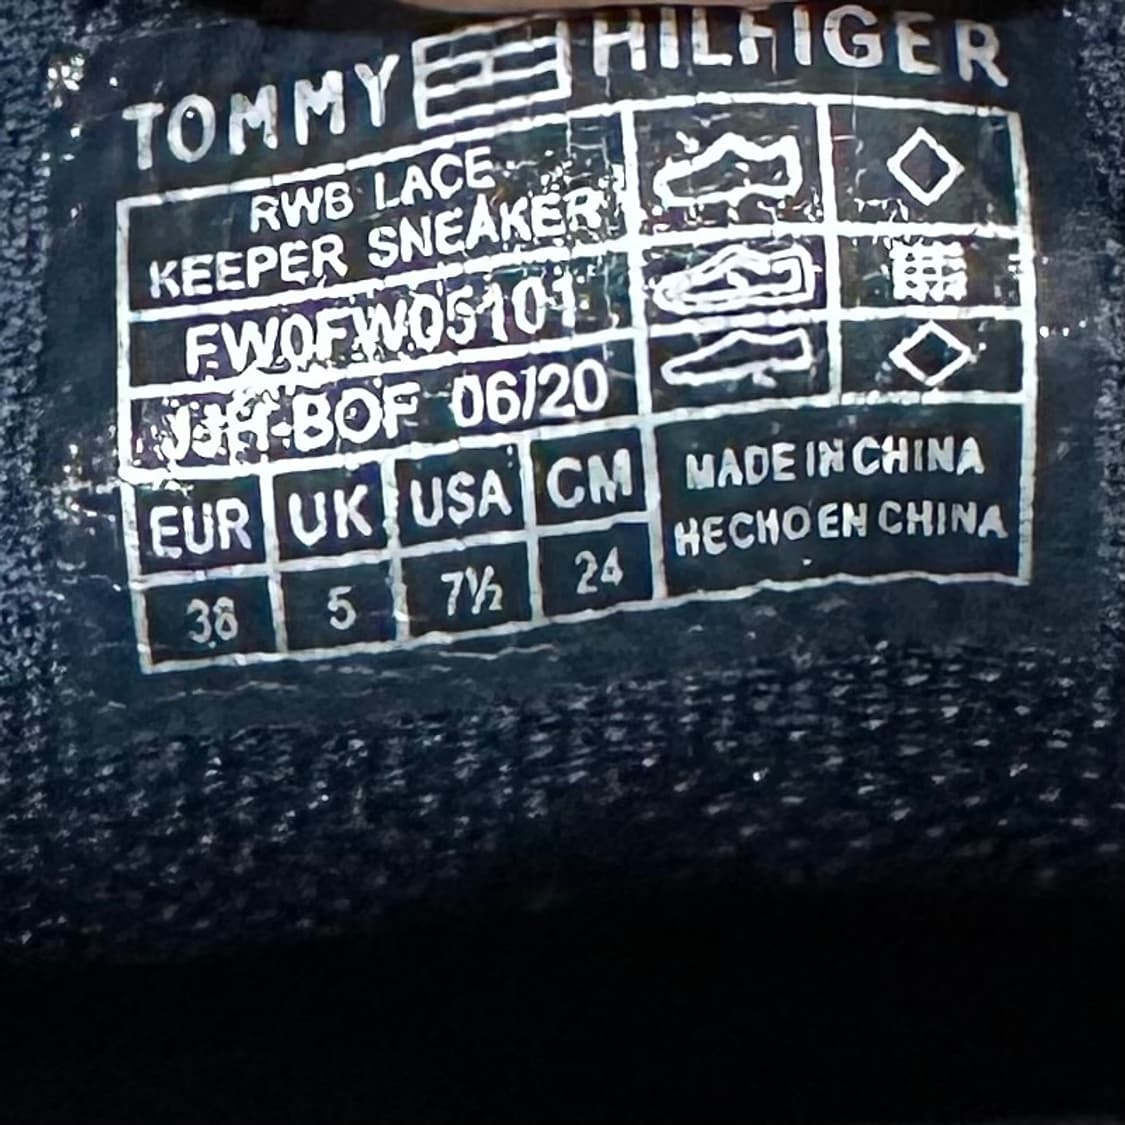 TOMMY HILFIGER
RWB LACE
KEEPER SNEAKER
FW0FW05101
JJH-BOF 06/20
EUR UK USA CM
38 5 7½ 24
MADE IN CHINA
HECHO EN CHINA